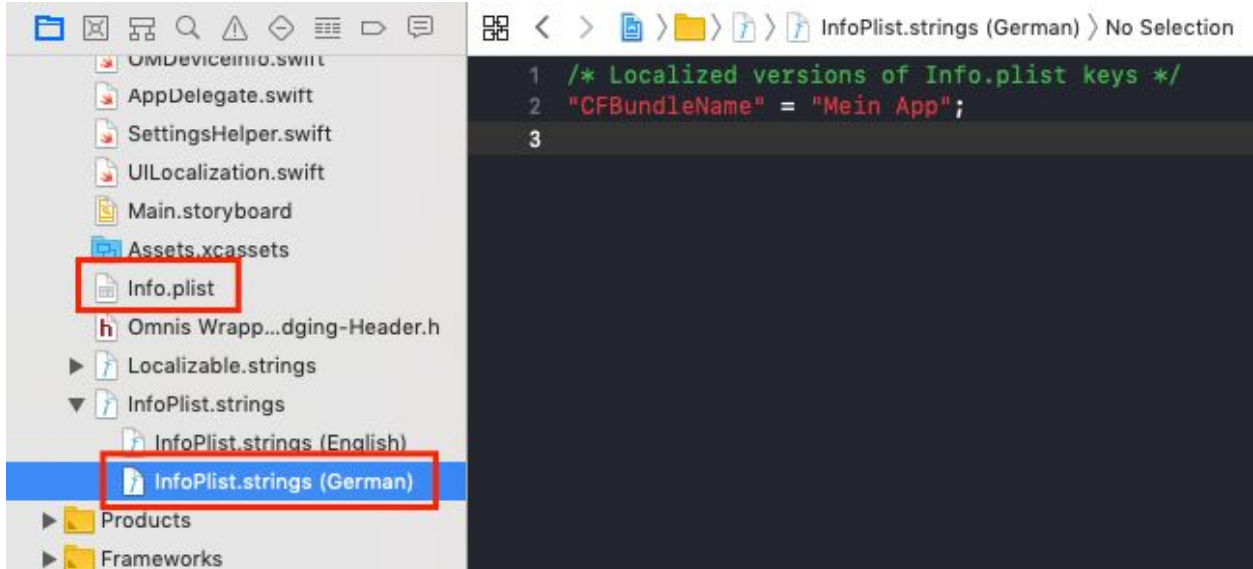 InfoPlist.strings (German) 〉 No Selection
OMDeviceInfo.swift
AppDelegate.swift
SettingsHelper.swift
UILocalization.swift
Main.storyboard
Assets.xcassets
Info.plist
h Omnis Wrapp...dging-Header.h
Localizable.strings
InfoPlist.strings
InfoPlist.strings (English)
InfoPlist.strings (German)
Products
Frameworks
1 /* Localized versions of Info.plist keys */
2 "CFBundleName" = "Mein App";
3